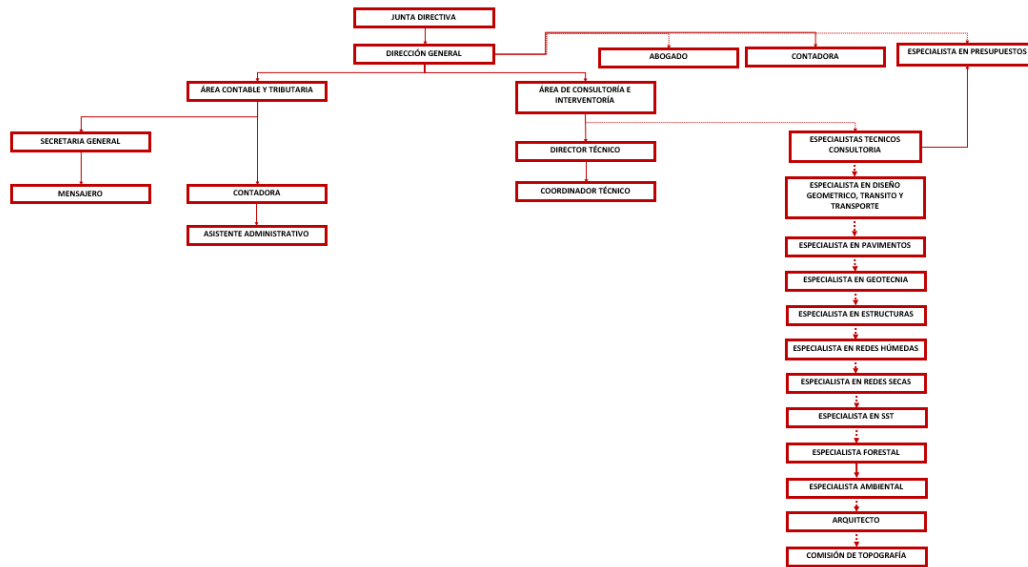 JUNTA DIRECTIVA
DIRECCIÓN GENERAL
ABOGADO
CONTADORA
ESPECIALISTA EN PRESUPUESTOS
ÁREA CONTABLE Y TRIBUTARIA
ÁREA DE CONSULTORÍA E
INTERVENTORÍA
SECRETARIA GENERAL
DIRECTOR TÉCNICO
ESPECIALISTAS TECNICOS
CONSULTORIA
MENSAJERO
CONTADORA
COORDINADOR TÉCNICO
ESPECIALISTA EN DISEÑO
GEOMETRICO, TRANSITO Y
TRANSPORTE
ASISTENTE ADMINISTRATIVO
ESPECIALISTA EN PAVIMENTOS
ESPECIALISTA EN GEOTECNIA
ESPECIALISTA EN ESTRUCTURAS
ESPECIALISTA EN REDES HÚMEDAS
ESPECIALISTA EN REDES SECAS
ESPECIALISTA EN SST
ESPECIALISTA FORESTAL
ESPECIALISTA AMBIENTAL
ARQUITECTO
COMISIÓN DE TOPOGRAFÍA